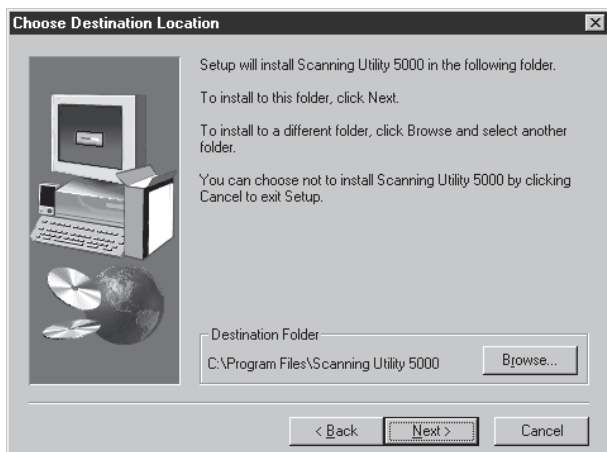 Choose Destination Location
Setup will install Scanning Utility 5000 in the following folder.
To install to this folder, click Next.
To install to a different folder, click Browse and select another
folder.
You can choose not to install Scanning Utility 5000 by clicking
Cancel to exit Setup.
Destination Folder
C:\Program Files\Scanning Utility 5000
Browse...
< Back
Next >
Cancel